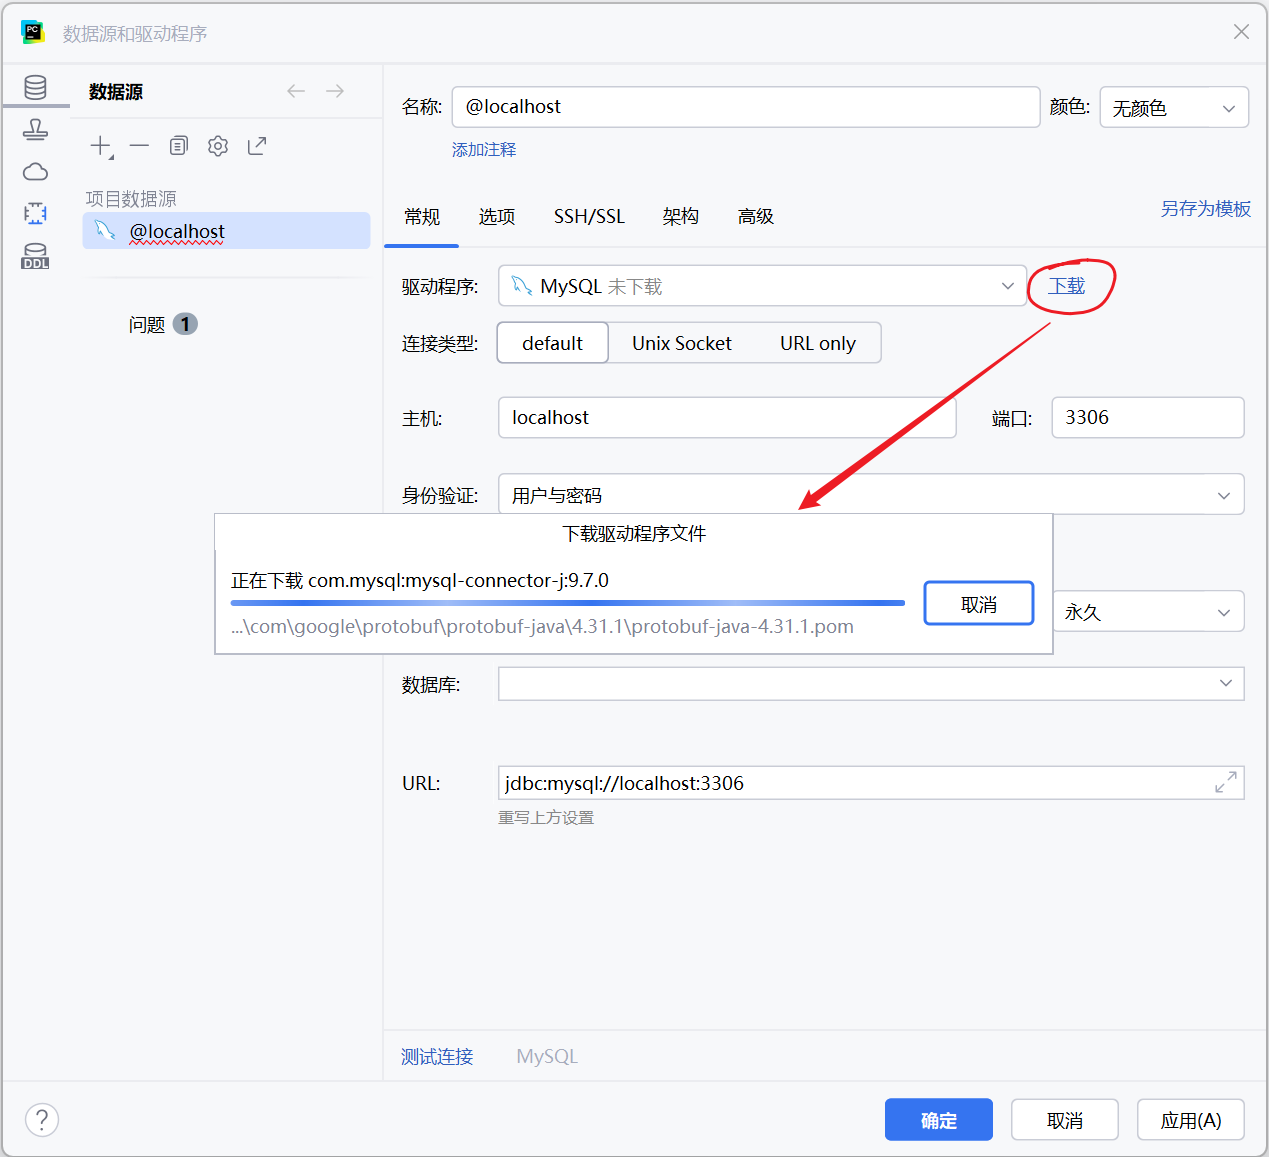 PC 数据源和驱动程序
数据源
名称: @localhost 颜色: 无颜色
添加注释
项目数据源
@localhost
DDL
问题 1
常规 选项 SSH/SSL 架构 高级 另存为模板
驱动程序: MySQL 未下载 下载
连接类型: default Unix Socket URL only
主机: localhost 端口: 3306
身份验证: 用户与密码
下载驱动程序文件
正在下载 com.mysql:mysql-connector-j:9.7.0
...\com\google\protobuf\protobuf-java\4.31.1\protobuf-java-4.31.1.pom
取消
永久
数据库:
URL: jdbc:mysql://localhost:3306
重写上方设置
测试连接 MySQL
? 确定 取消 应用(A)